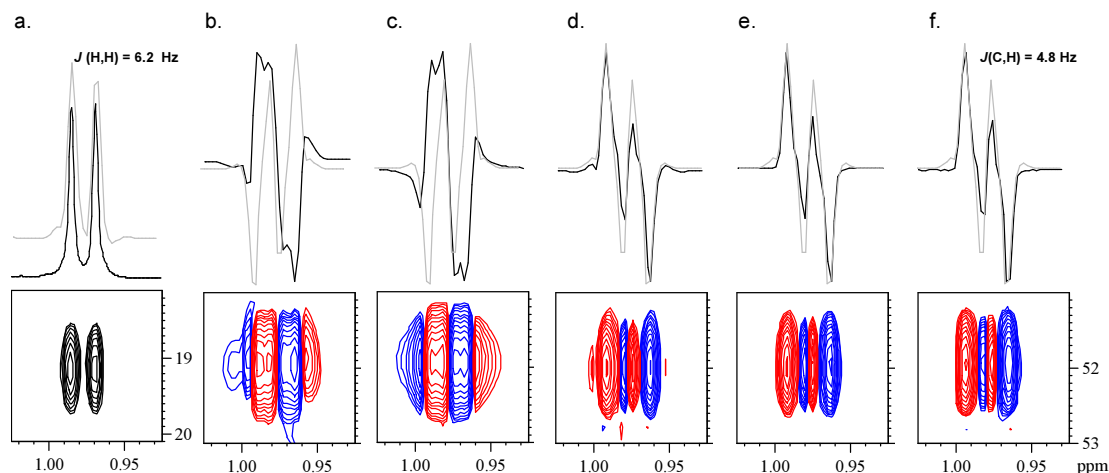 a. b. c. d. e. f.
J (H,H) = 6.2 Hz J(C,H) = 4.8 Hz
19 52
20 53
1.00 0.95 1.00 0.95 1.00 0.95 1.00 0.95 1.00 0.95 1.00 0.95 ppm